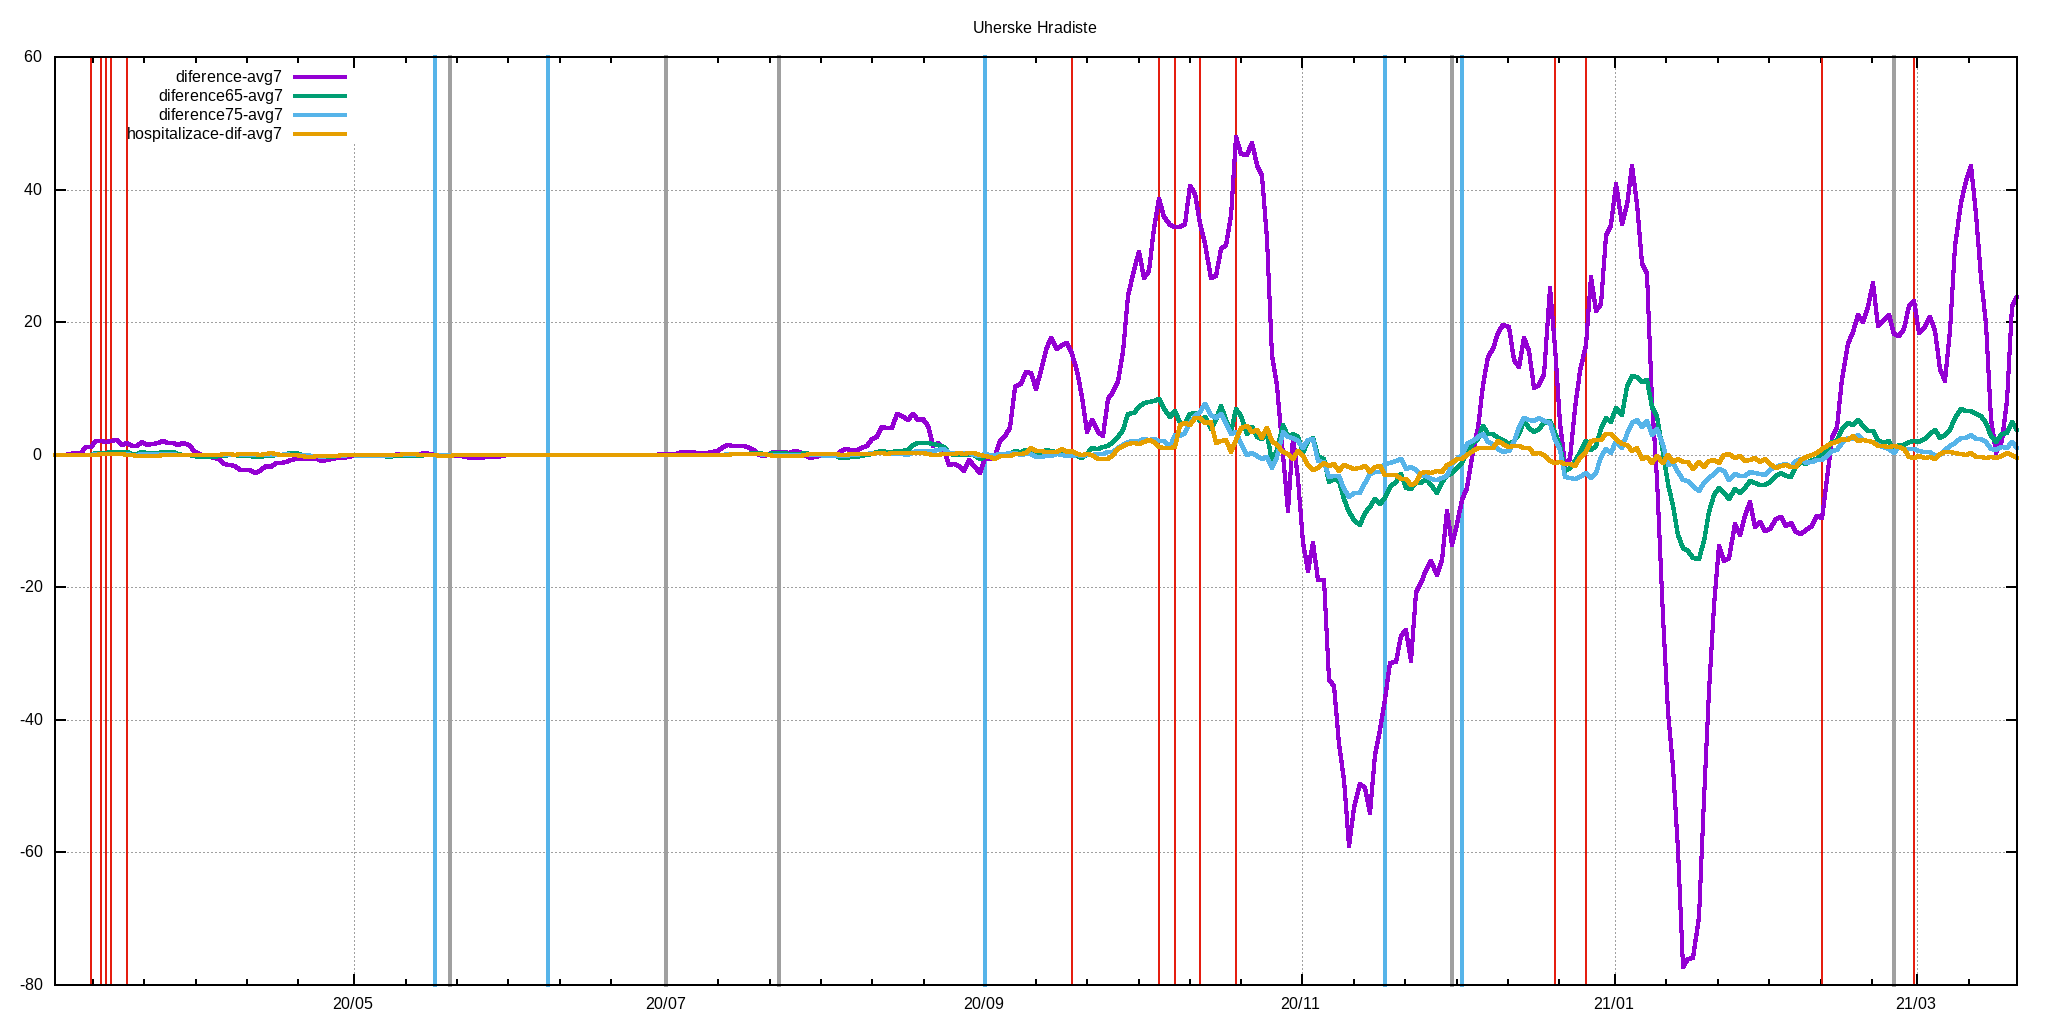 Uherske Hradiste
diference-avg7
diference65-avg7
diference75-avg7
hospitalizace-dif-avg7
60
40
20
0
-20
-40
-60
-80
20/05 20/07 20/09 20/11 21/01 21/03